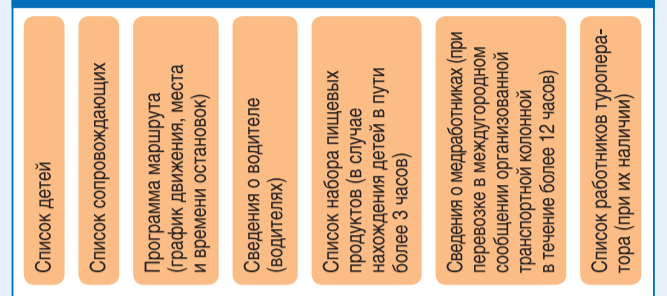 Список детей
Список сопровождающих
Программа маршрута
(график движения, места
и времени остановок)
Сведения о водителе
(водителях)
Список набора пищевых
продуктов (в случае
нахождения детей в пути
более 3 часов)
Сведения о медработниках (при
перевозке в междугородном
сообщении организованной
транспортной колонной
в течение более 12 часов)
Список работников туропера-
тора (при их наличии)